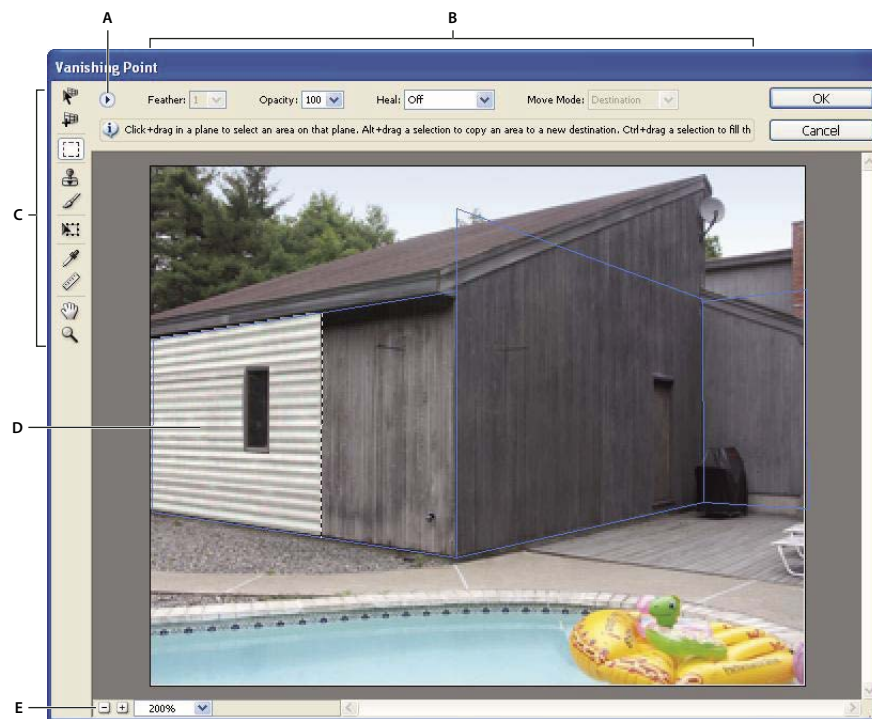 A
B
Vanishing Point
Feather: 1
Opacity: 100
Heal: Off
Move Mode: Destination
OK
Click+drag in a plane to select an area on that plane. Alt+drag a selection to copy an area to a new destination. Ctrl+drag a selection to fill th
Cancel
C
D
E
200%